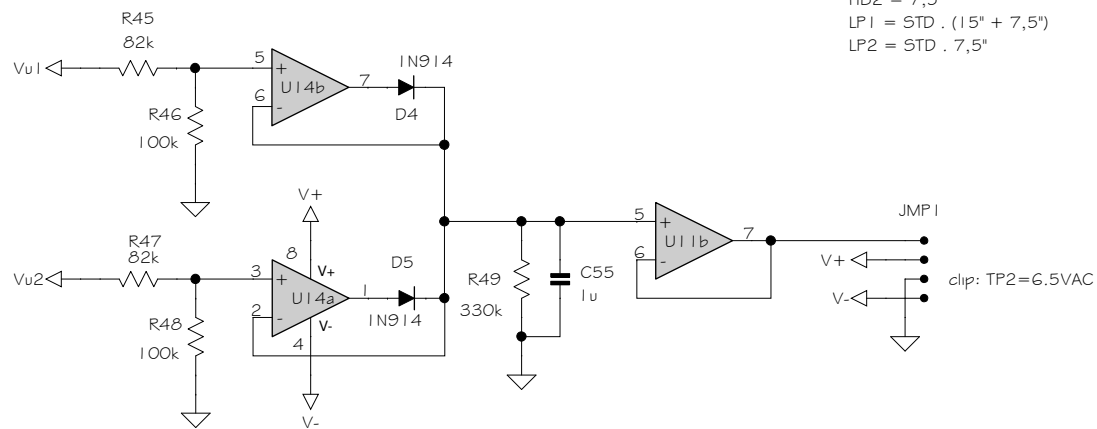 HD2 = 7,5"
LP1 = STD . (15" + 7,5")
LP2 = STD . 7,5"
R45
82k
Vu1
5
+
U14b
7
1N914
6
-
D4
R46
100k
V+
5
+
U11b
7
JMP1
R47
82k
8
V+
D5
6
-
V+
Vu2
3
+
U14a
1
R49
330k
C55
1u
clip: TP2=6.5VAC
2
-
V-
1N914
V-
R48
100k
4
V-